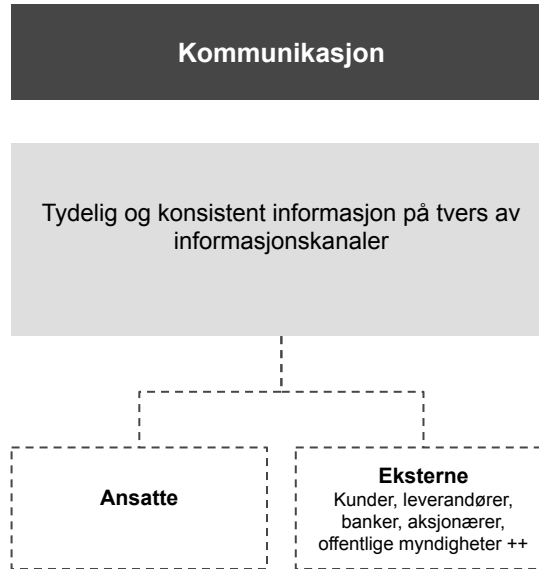 Kommunikasjon
Tydelig og konsistent informasjon på tvers av
informasjonskanaler
Ansatte
Eksterne
Kunder, leverandører,
banker, aksjonærer,
offentlige myndigheter ++